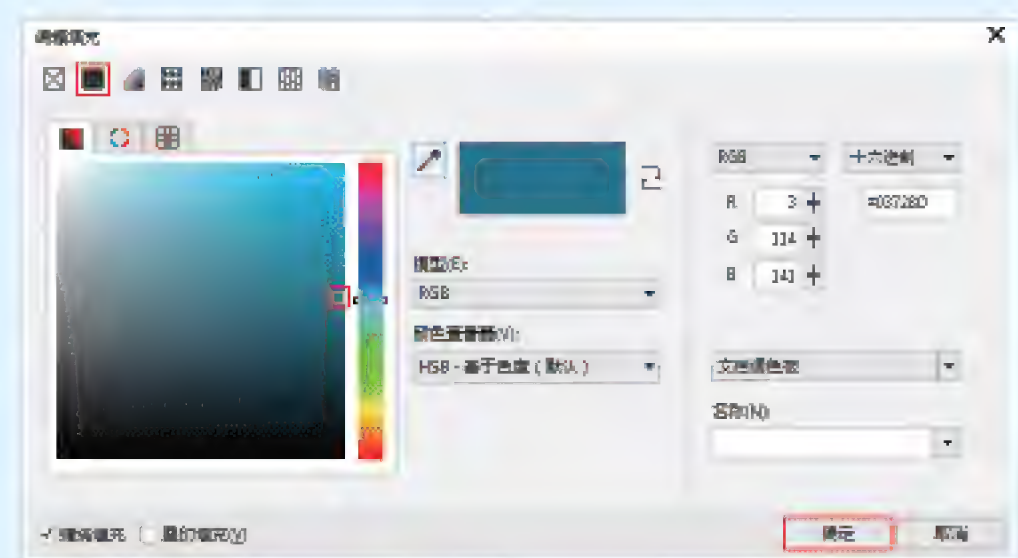 编辑填充
RGB
十六进制
R 3
#03728D
G 114
B 141
模型(E):
RGB
颜色查看器(V):
HSB - 基于色度 ( 默认 )
文档调色板
名称(N):
缠绕填充
叠印填充(V)
确定
取消